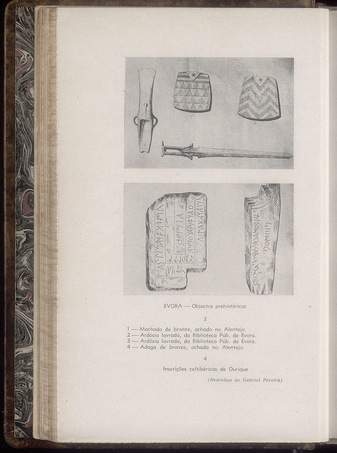 ÉVORA — Objectos prehistóricos
3
1 — Machado de bronze, achado no Alentejo.
2 — Ardósia lavrada, da Biblioteca Púb. de Évora.
3 — Ardósia lavrada, da Biblioteca Púb. de Évora.
4 — Adaga de bronze, achada no Alentejo
4
Inscrições celtibéricas de Ourique
(Desenhos de Gabriel Pereira)